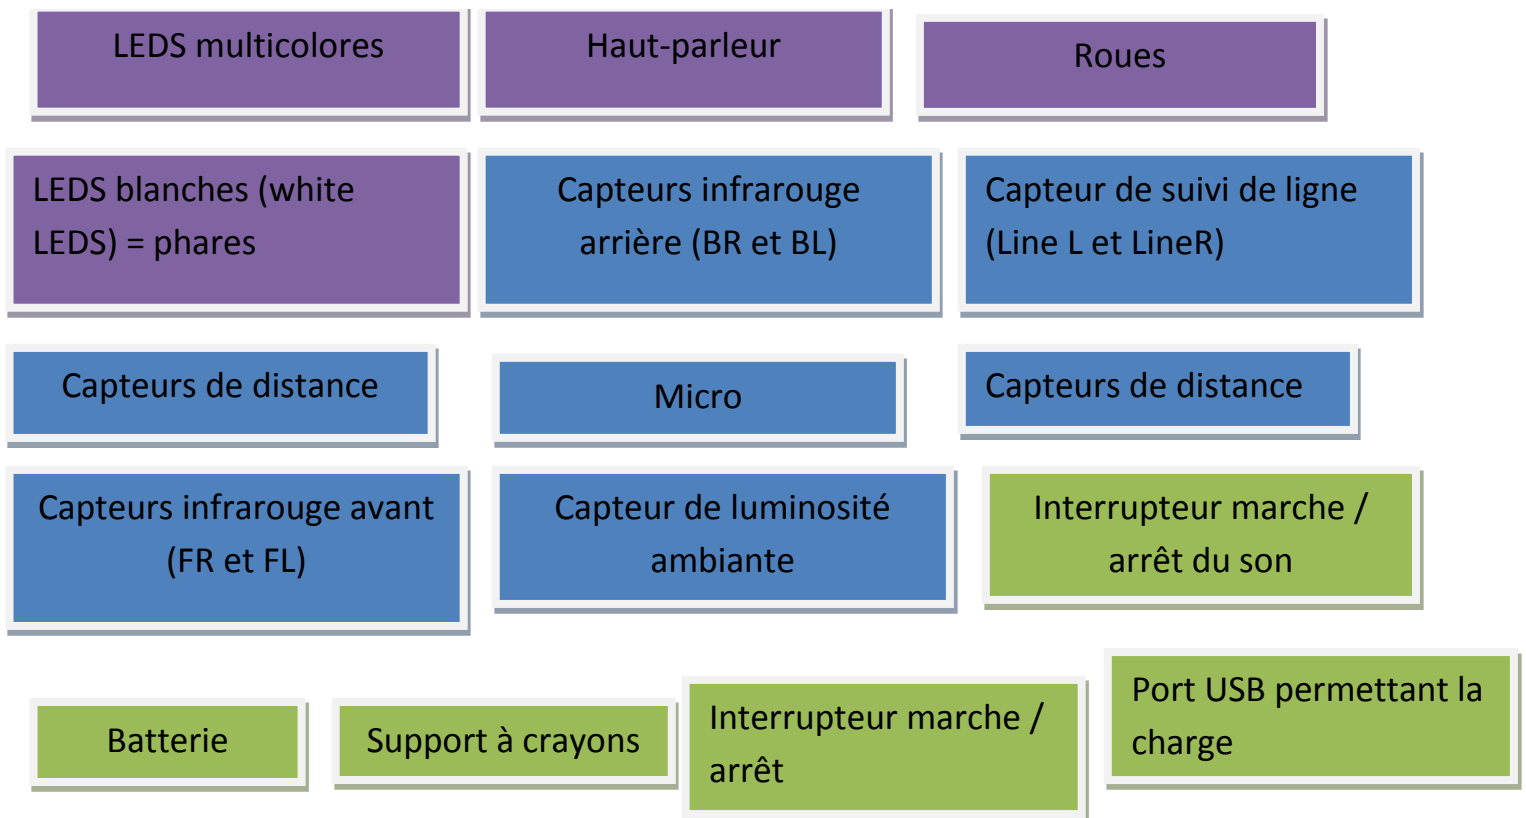 LEDS multicolores
Haut-parleur
Roues
LEDS blanches (white
LEDS) = phares
Capteurs infrarouge
arrière (BR et BL)
Capteur de suivi de ligne
(Line L et LineR)
Capteurs de distance
Micro
Capteurs de distance
Capteurs infrarouge avant
(FR et FL)
Capteur de luminosité
ambiante
Interrupteur marche /
arrêt du son
Batterie
Support à crayons
Interrupteur marche /
arrêt
Port USB permettant la
charge